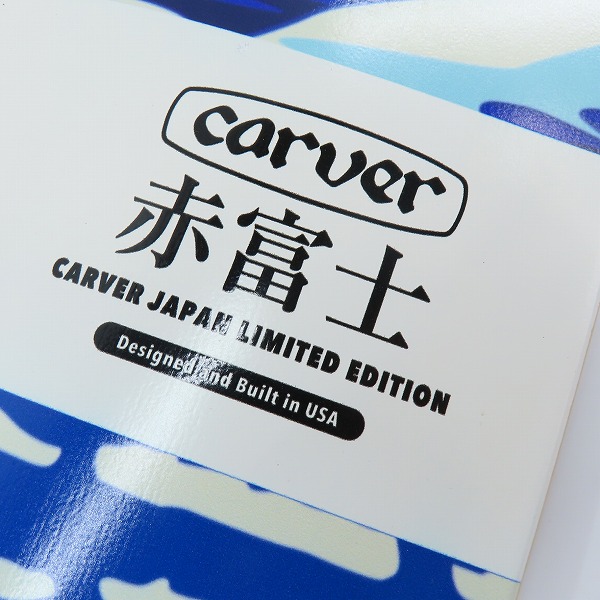 carver
赤富士
CARVER JAPAN LIMITED EDITION
Designed and Built in USA